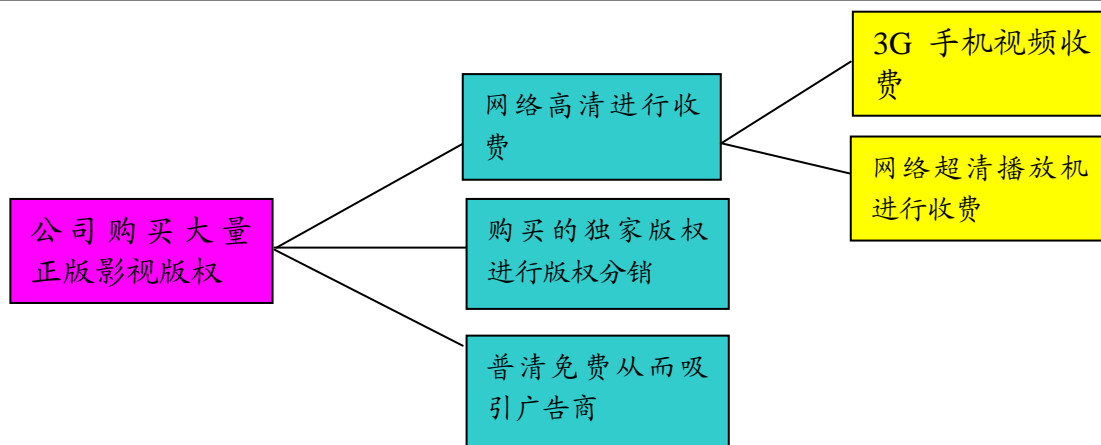 公司购买大量
正版影视版权
网络高清进行收
费
购买的独家版权
进行版权分销
普清免费从而吸
引广告商
3G 手机视频收
费
网络超清播放机
进行收费